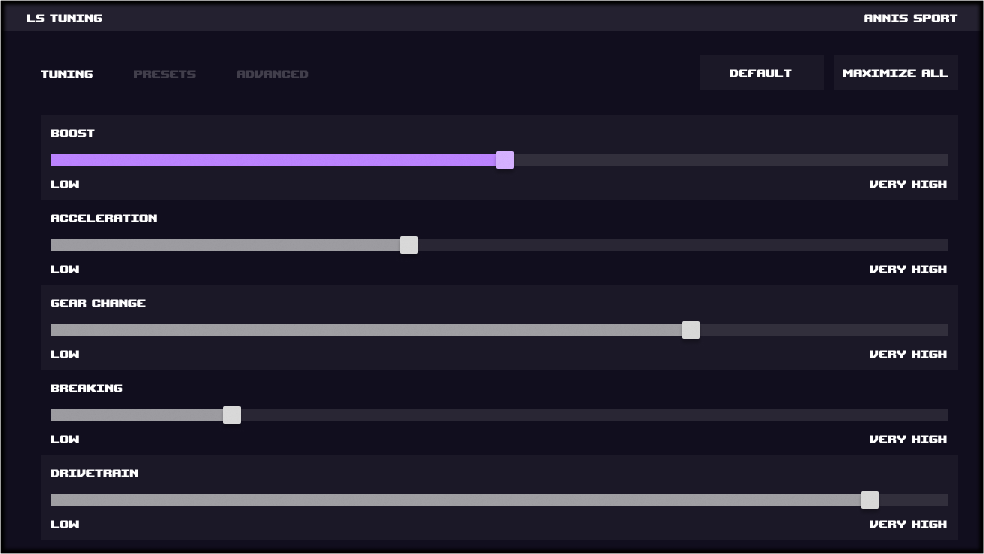 LS TUNING
ANNIS SPORT
TUNING PRESETS ADVANCED
DEFAULT MAXIMIZE ALL
BOOST
LOW VERY HIGH
ACCELERATION
LOW VERY HIGH
GEAR CHANGE
LOW VERY HIGH
BREAKING
LOW VERY HIGH
DRIVETRAIN
LOW VERY HIGH